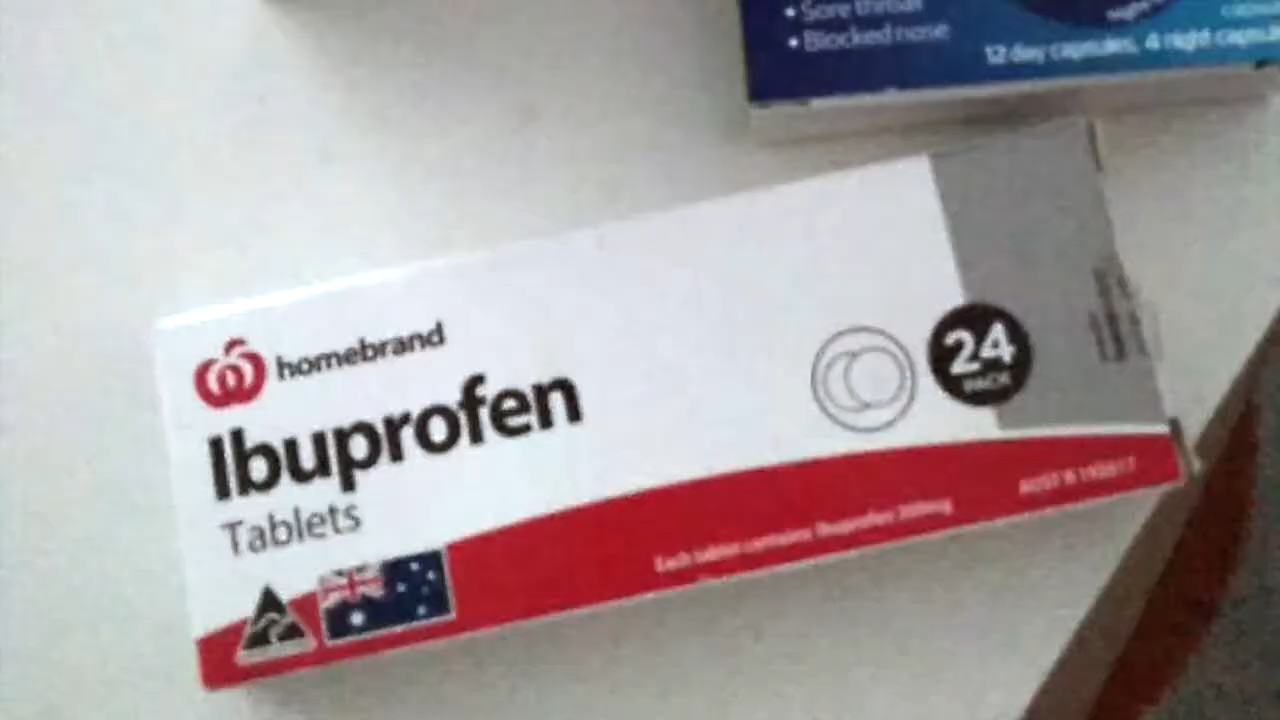 • Sore throat
• Blocked nose
12 day capsules, 4 night capsules
homebrand
Ibuprofen
Tablets
24
PACK
Each tablet contains: Ibuprofen 200mg
AUST R